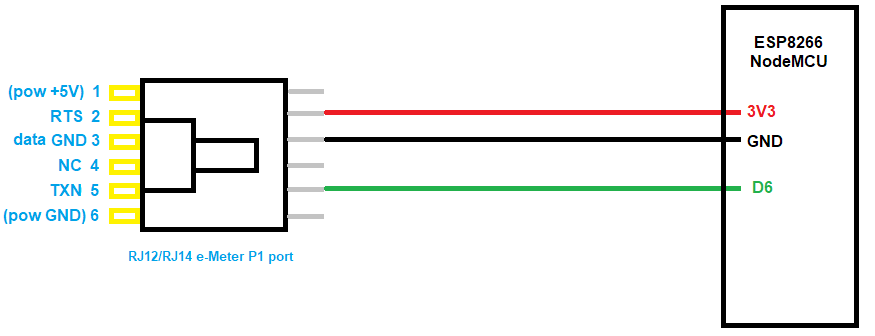 ESP8266
NodeMCU
(pow +5V) 1
RTS 2
data GND 3
NC 4
TXN 5
(pow GND) 6
3V3
GND
D6
RJ12/RJ14 e-Meter P1 port